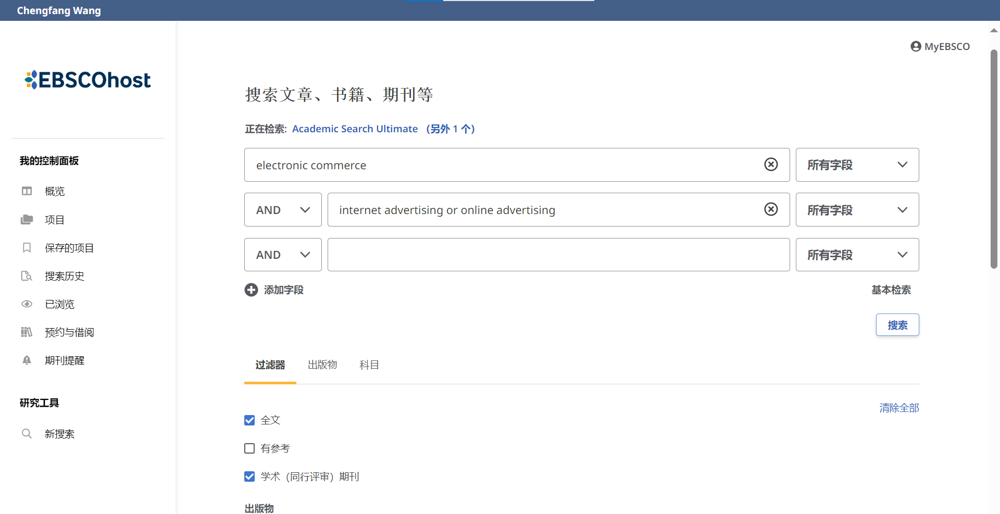 Chengfang Wang
MyEBSCO
EBSCOhost
搜索文章、书籍、期刊等
正在检索: Academic Search Ultimate （另外 1 个）
electronic commerce
所有字段
AND
internet advertising or online advertising
所有字段
AND
所有字段
添加字段
基本检索
搜索
过滤器
出版物
科目
清除全部
全文
有参考
学术（同行评审）期刊
出版物
我的控制面板
概览
项目
保存的项目
搜索历史
已浏览
预约与借阅
期刊提醒
研究工具
新搜索